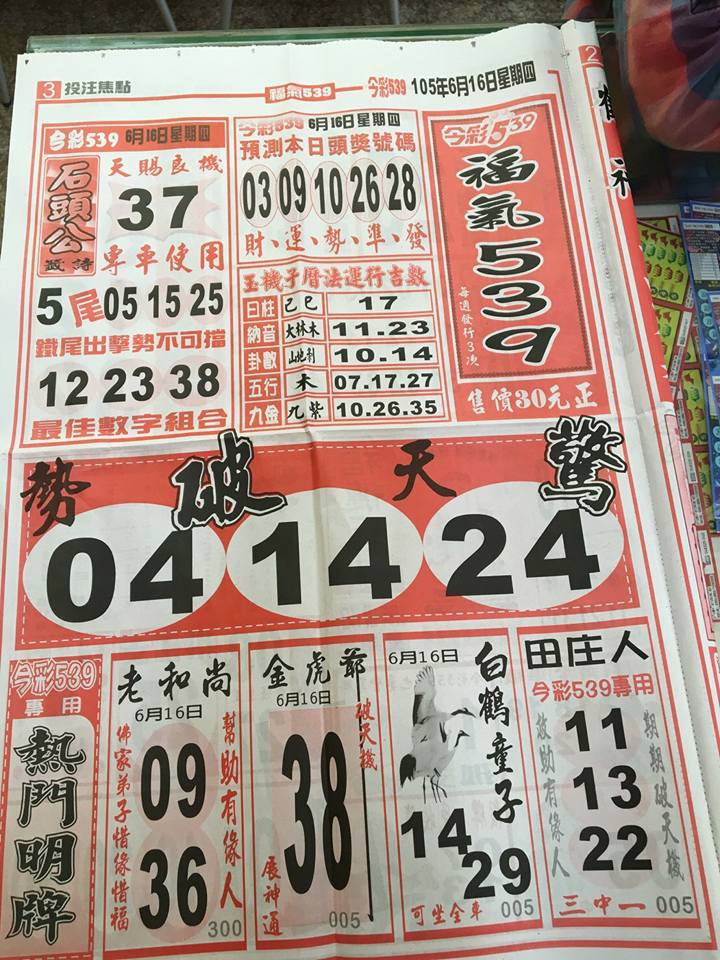 3 投注焦點
福氣539
今彩539 105年6月16日星期四
今彩539 6月16日星期四
石頭公
籤詩
天賜良機
37
專車使用
5尾 05 15 25
鐵尾出擊勢不可擋
12 23 38
最佳數字組合
今彩539 6月16日星期四
預測本日頭獎號碼
03 09 10 26 28
財、運、勢、準、發
玉機子曆法運行吉數
日柱 己巳 17
納音 大林木 11.23
卦數 山地剝 10.14
五行 木 07.17.27
九金 九紫 10.26.35
今彩539
福氣539
每週發行3次
售價30元正
勢破天驚
04 14 24
今彩539
專用
熱門明牌
老和尚
6月16日
幫助有緣人
09
36
佛家弟子惜緣惜福
300
金虎爺
6月16日
破天機
38
展神通
005
6月16日
白鶴童子
14
29
可坐全車 005
田庄人
今彩539專用
期期破天機
11
13
22
救助有緣人
三中一 005
2
鶴